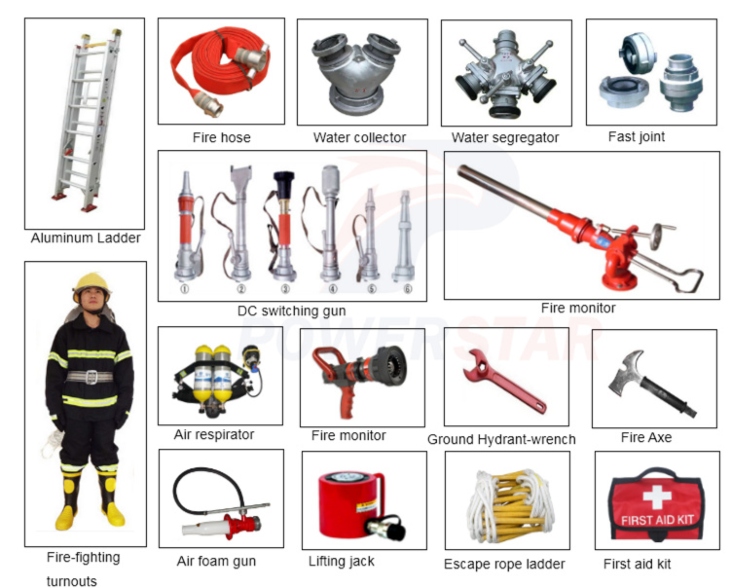 Fire hose
Water collector
Water segregator
Fast joint
Aluminum Ladder
① ② ③ ④ ⑤ ⑥
DC switching gun
Fire monitor
POWERSTAR
Air respirator
Fire monitor
Ground Hydrant-wrench
Fire Axe
FIRST AID KIT
Fire-fighting
turnouts
Air foam gun
Lifting jack
Escape rope ladder
First aid kit